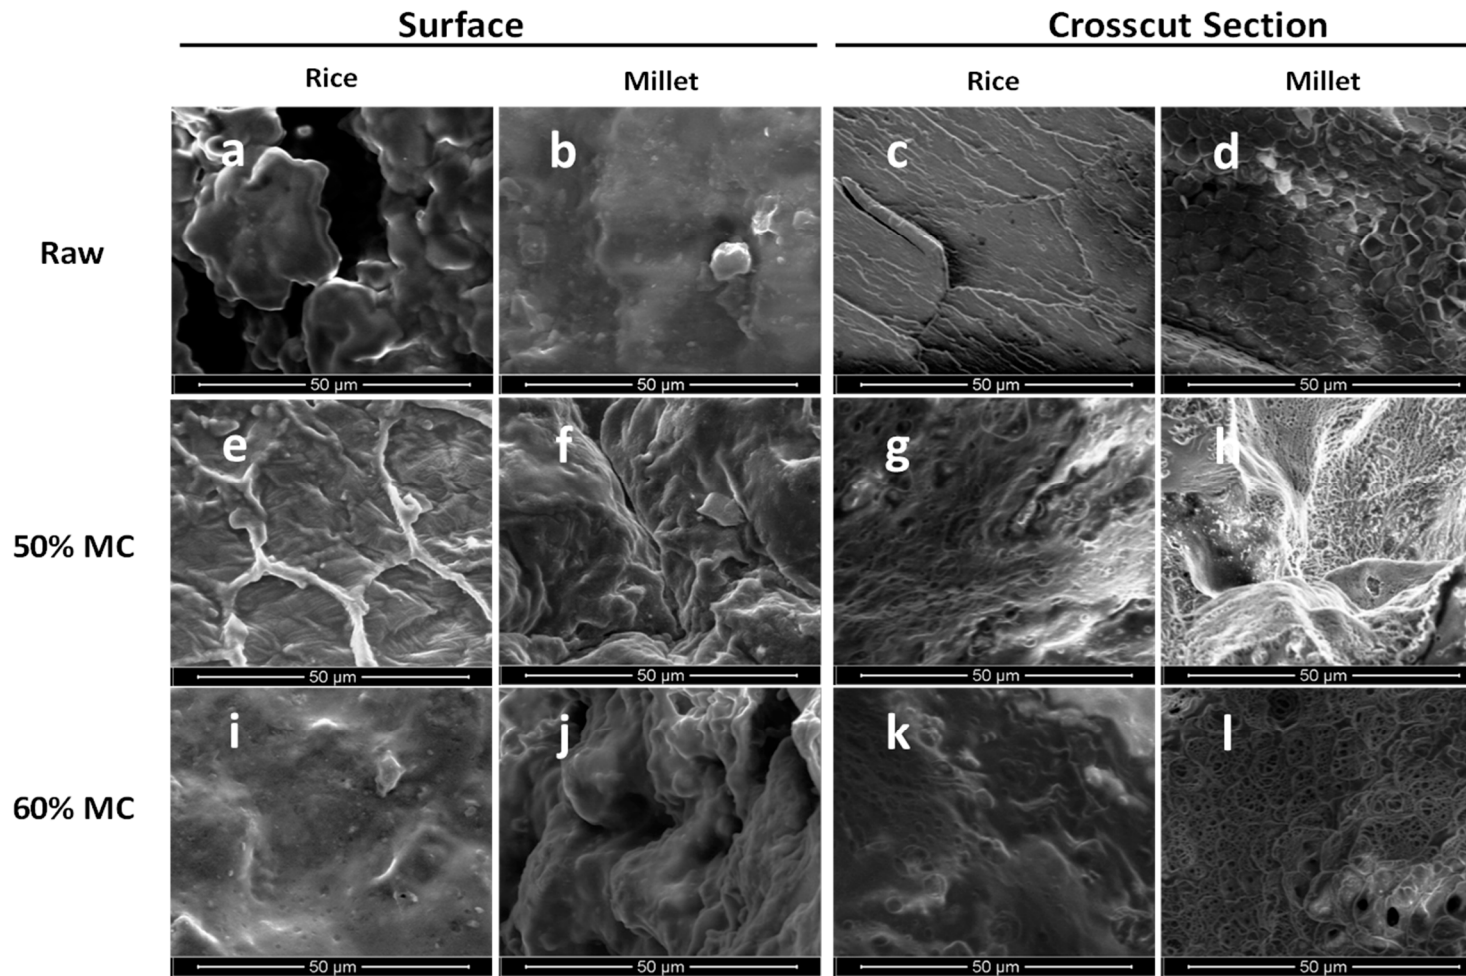 Surface Crosscut Section
Rice Millet Rice Millet
Raw
a b c d
50 µm 50 µm 50 µm 50 µm
50% MC
e f g h
50 µm 50 µm 50 µm 50 µm
60% MC
i j k l
50 µm 50 µm 50 µm 50 µm